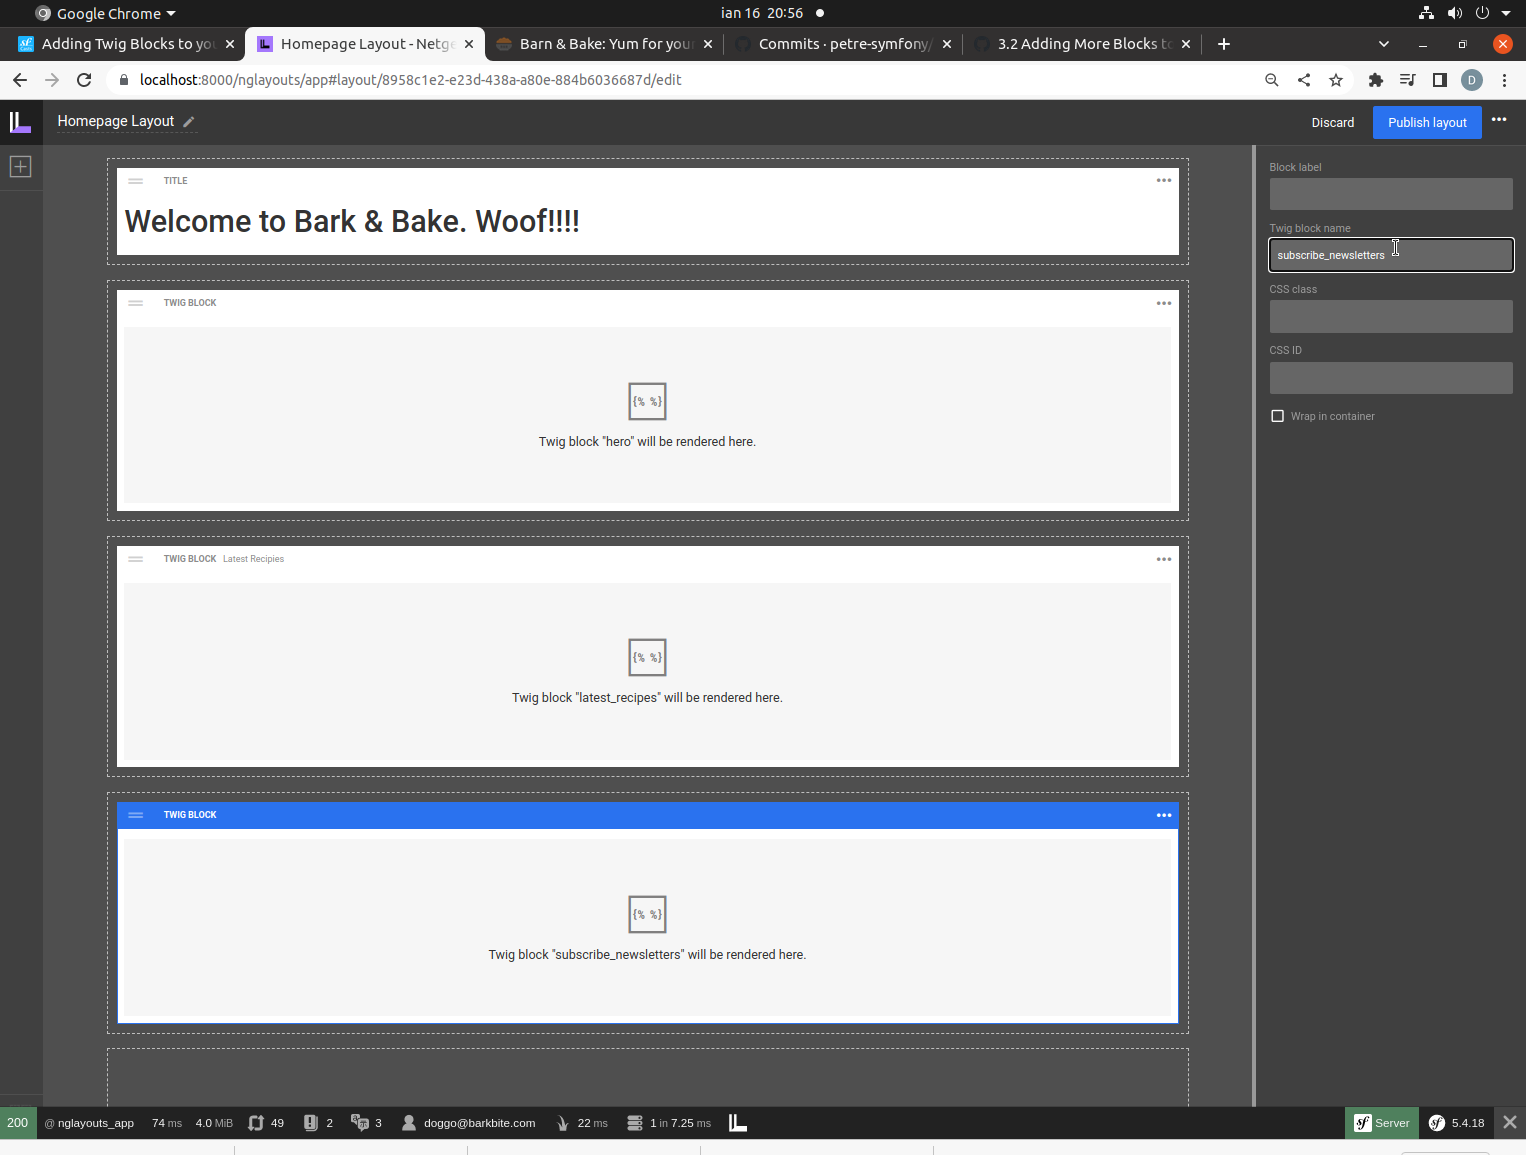 Google Chrome
ian 16 20:56
Adding Twig Blocks to you
Homepage Layout - Netge
Barn & Bake: Yum for your
Commits · petre-symfony/
3.2 Adding More Blocks to
localhost:8000/nglayouts/app#layout/8958c1e2-e23d-438a-a80e-884b6036687d/edit
D
Homepage Layout
Discard
Publish layout
TITLE
Welcome to Bark & Bake. Woof!!!!
TWIG BLOCK
{% %}
Twig block "hero" will be rendered here.
TWIG BLOCK Latest Recipies
{% %}
Twig block "latest_recipes" will be rendered here.
TWIG BLOCK
{% %}
Twig block "subscribe_newsletters" will be rendered here.
Block label
Twig block name
subscribe_newsletters
CSS class
CSS ID
Wrap in container
200 @ nglayouts_app 74 ms 4.0 MiB 49 2 3 doggo@barkbite.com 22 ms 1 in 7.25 ms Server 5.4.18